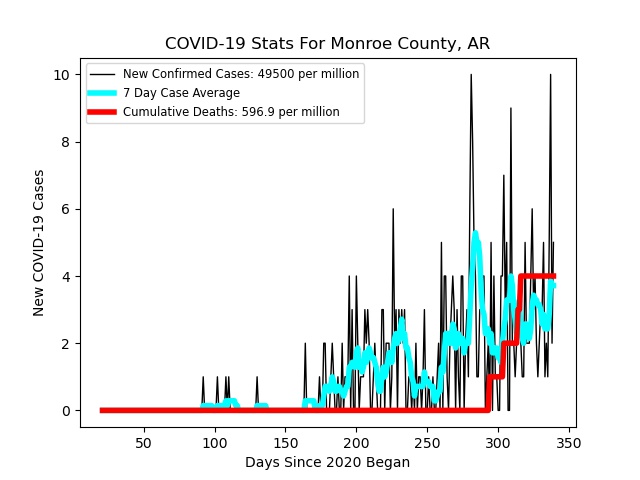 COVID-19 Stats For Monroe County, AR
New Confirmed Cases: 49500 per million
7 Day Case Average
Cumulative Deaths: 596.9 per million
New COVID-19 Cases
10
8
6
4
2
0
50 100 150 200 250 300 350
Days Since 2020 Began